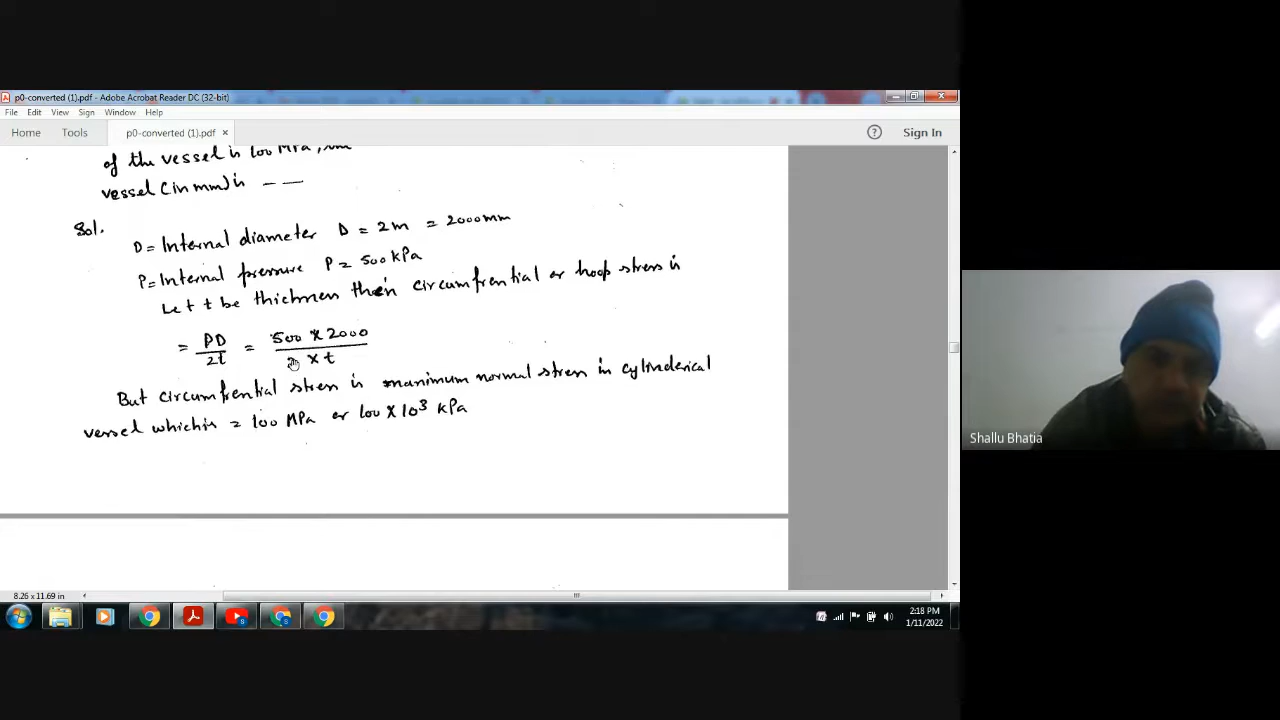 p0-converted (1).pdf - Adobe Acrobat Reader DC (32-bit)
File Edit View Sign Window Help
Home Tools p0-converted (1).pdf × Sign In
of the vessel is 100 MPa,
vessel (in mm) is — —
Sol.
D = Internal diameter D = 2m = 2000mm
P = Internal pressure P = 500 kPa
Let t be thickness then circumfrential or hoop stress is
= PD/2t = 500 × 2000 / 2 × t
But circumfrential stress is maximum normal stress in cylinderical
vessel which is = 100 MPa or 100 × 10³ kPa
Shallu Bhatia
8.26 x 11.69 in
2:18 PM
1/11/2022